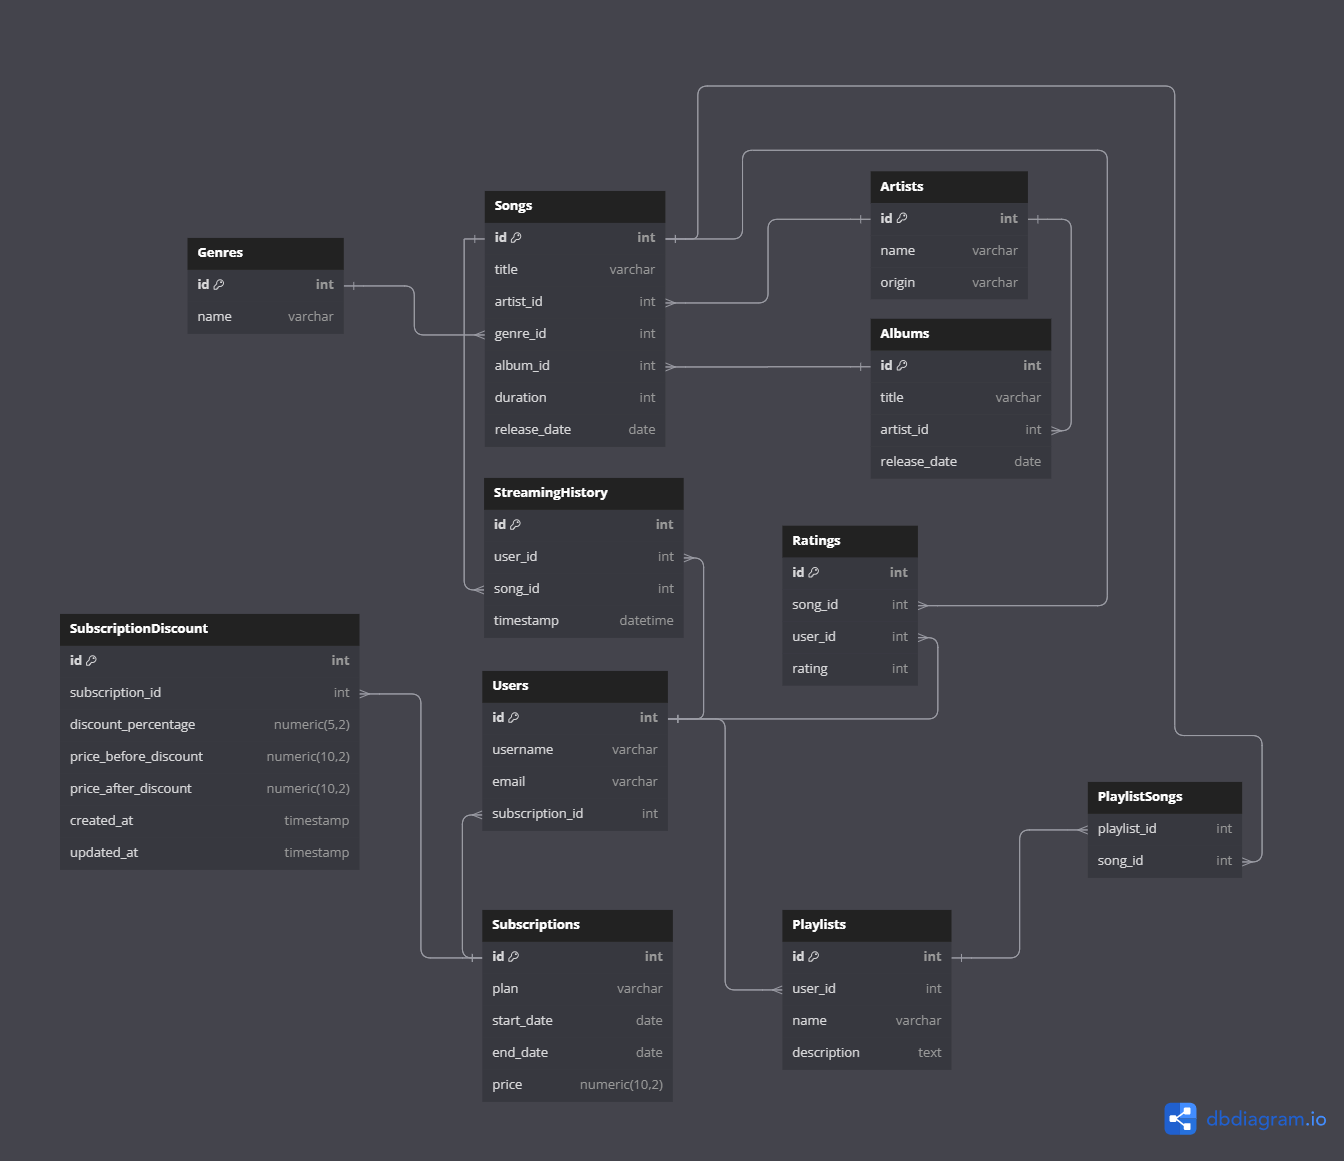 Songs
id int
title varchar
artist_id int
genre_id int
album_id int
duration int
release_date date
Artists
id int
name varchar
origin varchar
Genres
id int
name varchar
Albums
id int
title varchar
artist_id int
release_date date
StreamingHistory
id int
user_id int
song_id int
timestamp datetime
Ratings
id int
song_id int
user_id int
rating int
SubscriptionDiscount
id int
subscription_id int
discount_percentage numeric(5,2)
price_before_discount numeric(10,2)
price_after_discount numeric(10,2)
created_at timestamp
updated_at timestamp
Users
id int
username varchar
email varchar
subscription_id int
PlaylistSongs
playlist_id int
song_id int
Subscriptions
id int
plan varchar
start_date date
end_date date
price numeric(10,2)
Playlists
id int
user_id int
name varchar
description text
dbdiagram.io